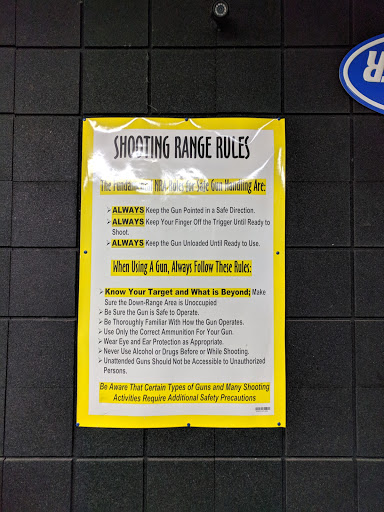 SHOOTING RANGE RULES
The Fundamental NRA Rules for Safe Gun Handling Are:
➢ ALWAYS Keep the Gun Pointed in a Safe Direction.
➢ ALWAYS Keep Your Finger Off the Trigger Until Ready to
Shoot.
➢ ALWAYS Keep the Gun Unloaded Until Ready to Use.
When Using A Gun, Always Follow These Rules:
➢ Know Your Target and What is Beyond; Make
Sure the Down-Range Area is Unoccupied
➢ Be Sure the Gun is Safe to Operate.
➢ Be Thoroughly Familiar With How the Gun Operates.
➢ Use Only the Correct Ammunition For Your Gun.
➢ Wear Eye and Ear Protection as Appropriate.
➢ Never Use Alcohol or Drugs Before or While Shooting.
➢ Unattended Guns Should Not be Accessible to Unauthorized
Persons.
Be Aware That Certain Types of Guns and Many Shooting
Activities Require Additional Safety Precautions